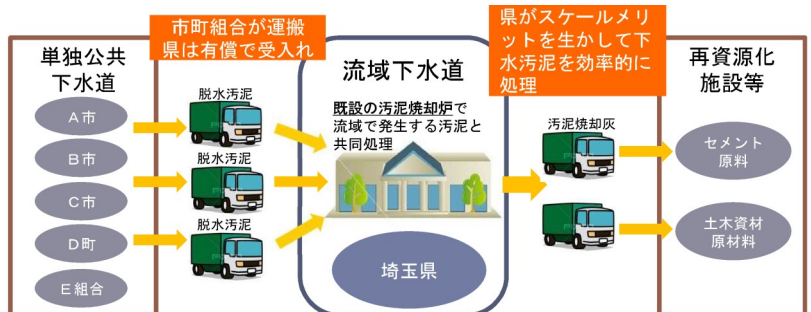 単独公共
下水道
A市
B市
C市
D町
E組合
市町組合が運搬
県は有償で受入れ
脱水汚泥
脱水汚泥
脱水汚泥
流域下水道
既設の汚泥焼却炉で
流域で発生する汚泥と
共同処理
埼玉県
県がスケールメリ
ットを生かして下
水汚泥を効率的に
処理
汚泥焼却灰
再資源化
施設等
セメント
原料
土木資材
原材料